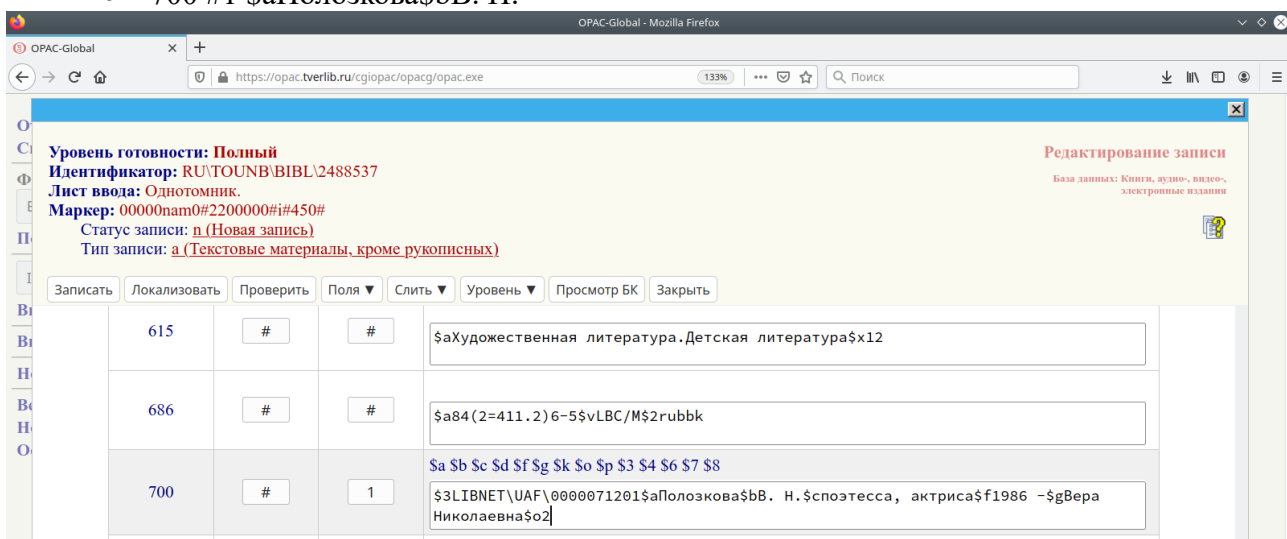 700 #1 $aПолозкова$bВ. Н.
OPAC-Global - Mozilla Firefox
OPAC-Global
https://opac.tverlib.ru/cgiopac/opacg/opac.exe
133%
Поиск
Уровень готовности: Полный
Идентификатор: RU\TOUNB\BIBL\2488537
Лист ввода: Однотомник.
Маркер: 00000nam0#2200000#i#450#
Статус записи: n (Новая запись)
Тип записи: a (Текстовые материалы, кроме рукописных)
Редактирование записи
База данных: Книги, аудио-, видео-,
электронные издания
Записать Локализовать Проверить Поля ▼ Слить ▼ Уровень ▼ Просмотр БК Закрыть
615 # # $aХудожественная литература.Детская литература$x12
686 # # $a84(2=411.2)6-5$vLBC/M$2rubbk
$a $b $c $d $f $g $k $o $p $3 $4 $6 $7 $8
700 # 1 $3LIBNET\UAF\0000071201$aПолозкова$bВ. Н.$cпоэтесса, актриса$f1986 -$gВера
Николаевна$o2